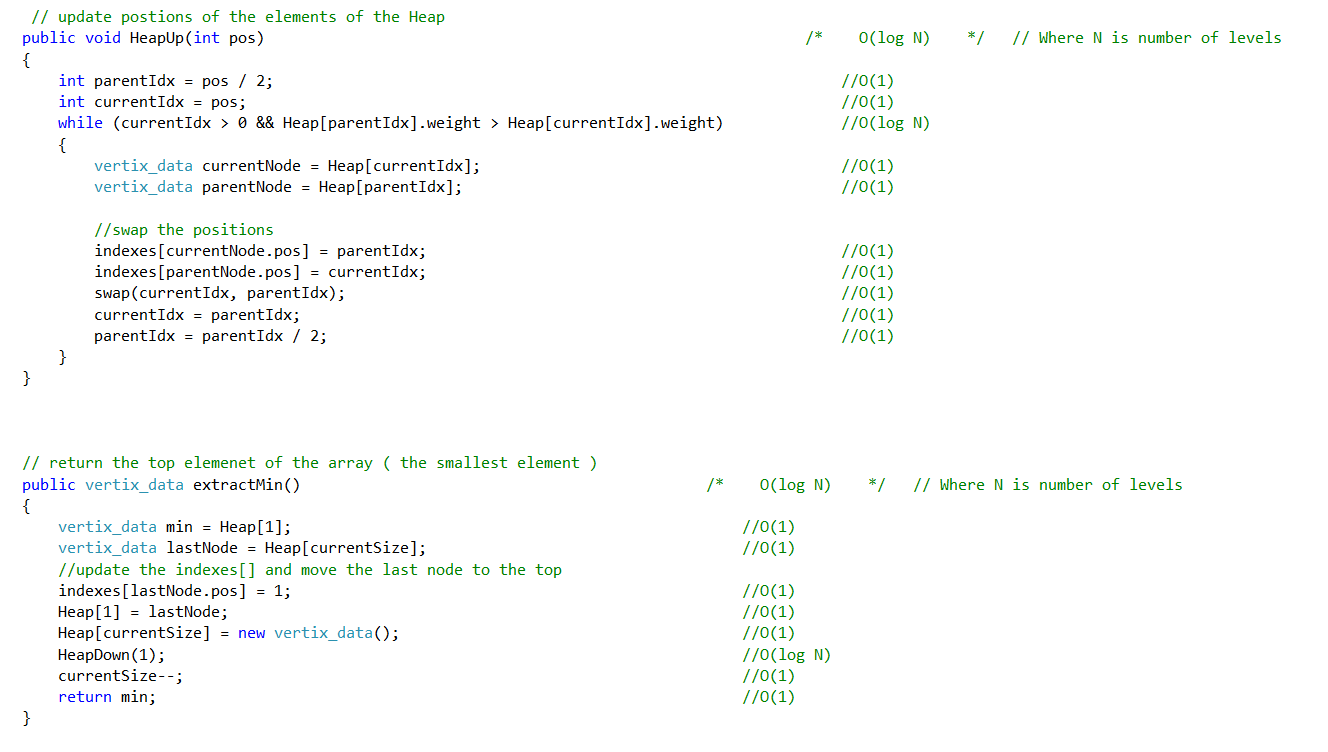 // update postions of the elements of the Heap
public void HeapUp(int pos) /* O(log N) */ // Where N is number of levels
{
int parentIdx = pos / 2; //O(1)
int currentIdx = pos; //O(1)
while (currentIdx > 0 && Heap[parentIdx].weight > Heap[currentIdx].weight) //O(log N)
{
vertix_data currentNode = Heap[currentIdx]; //O(1)
vertix_data parentNode = Heap[parentIdx]; //O(1)
//swap the positions
indexes[currentNode.pos] = parentIdx; //O(1)
indexes[parentNode.pos] = currentIdx; //O(1)
swap(currentIdx, parentIdx); //O(1)
currentIdx = parentIdx; //O(1)
parentIdx = parentIdx / 2; //O(1)
}
}
// return the top elemenet of the array ( the smallest element )
public vertix_data extractMin() /* O(log N) */ // Where N is number of levels
{
vertix_data min = Heap[1]; //O(1)
vertix_data lastNode = Heap[currentSize]; //O(1)
//update the indexes[] and move the last node to the top
indexes[lastNode.pos] = 1; //O(1)
Heap[1] = lastNode; //O(1)
Heap[currentSize] = new vertix_data(); //O(1)
HeapDown(1); //O(log N)
currentSize--; //O(1)
return min; //O(1)
}